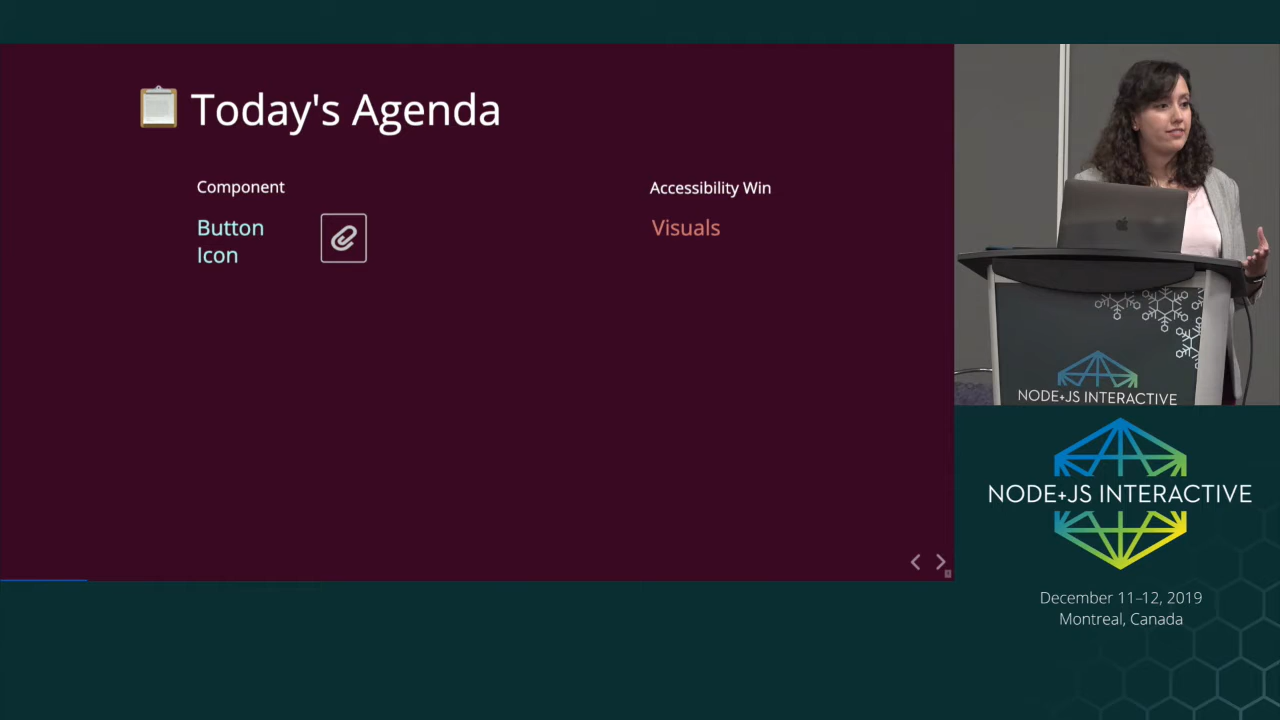 Today's Agenda
Component
Accessibility Win
Button
Icon
Visuals
NODE+JS INTERACTIVE
NODE+JS INTERACTIVE
December 11–12, 2019
Montreal, Canada